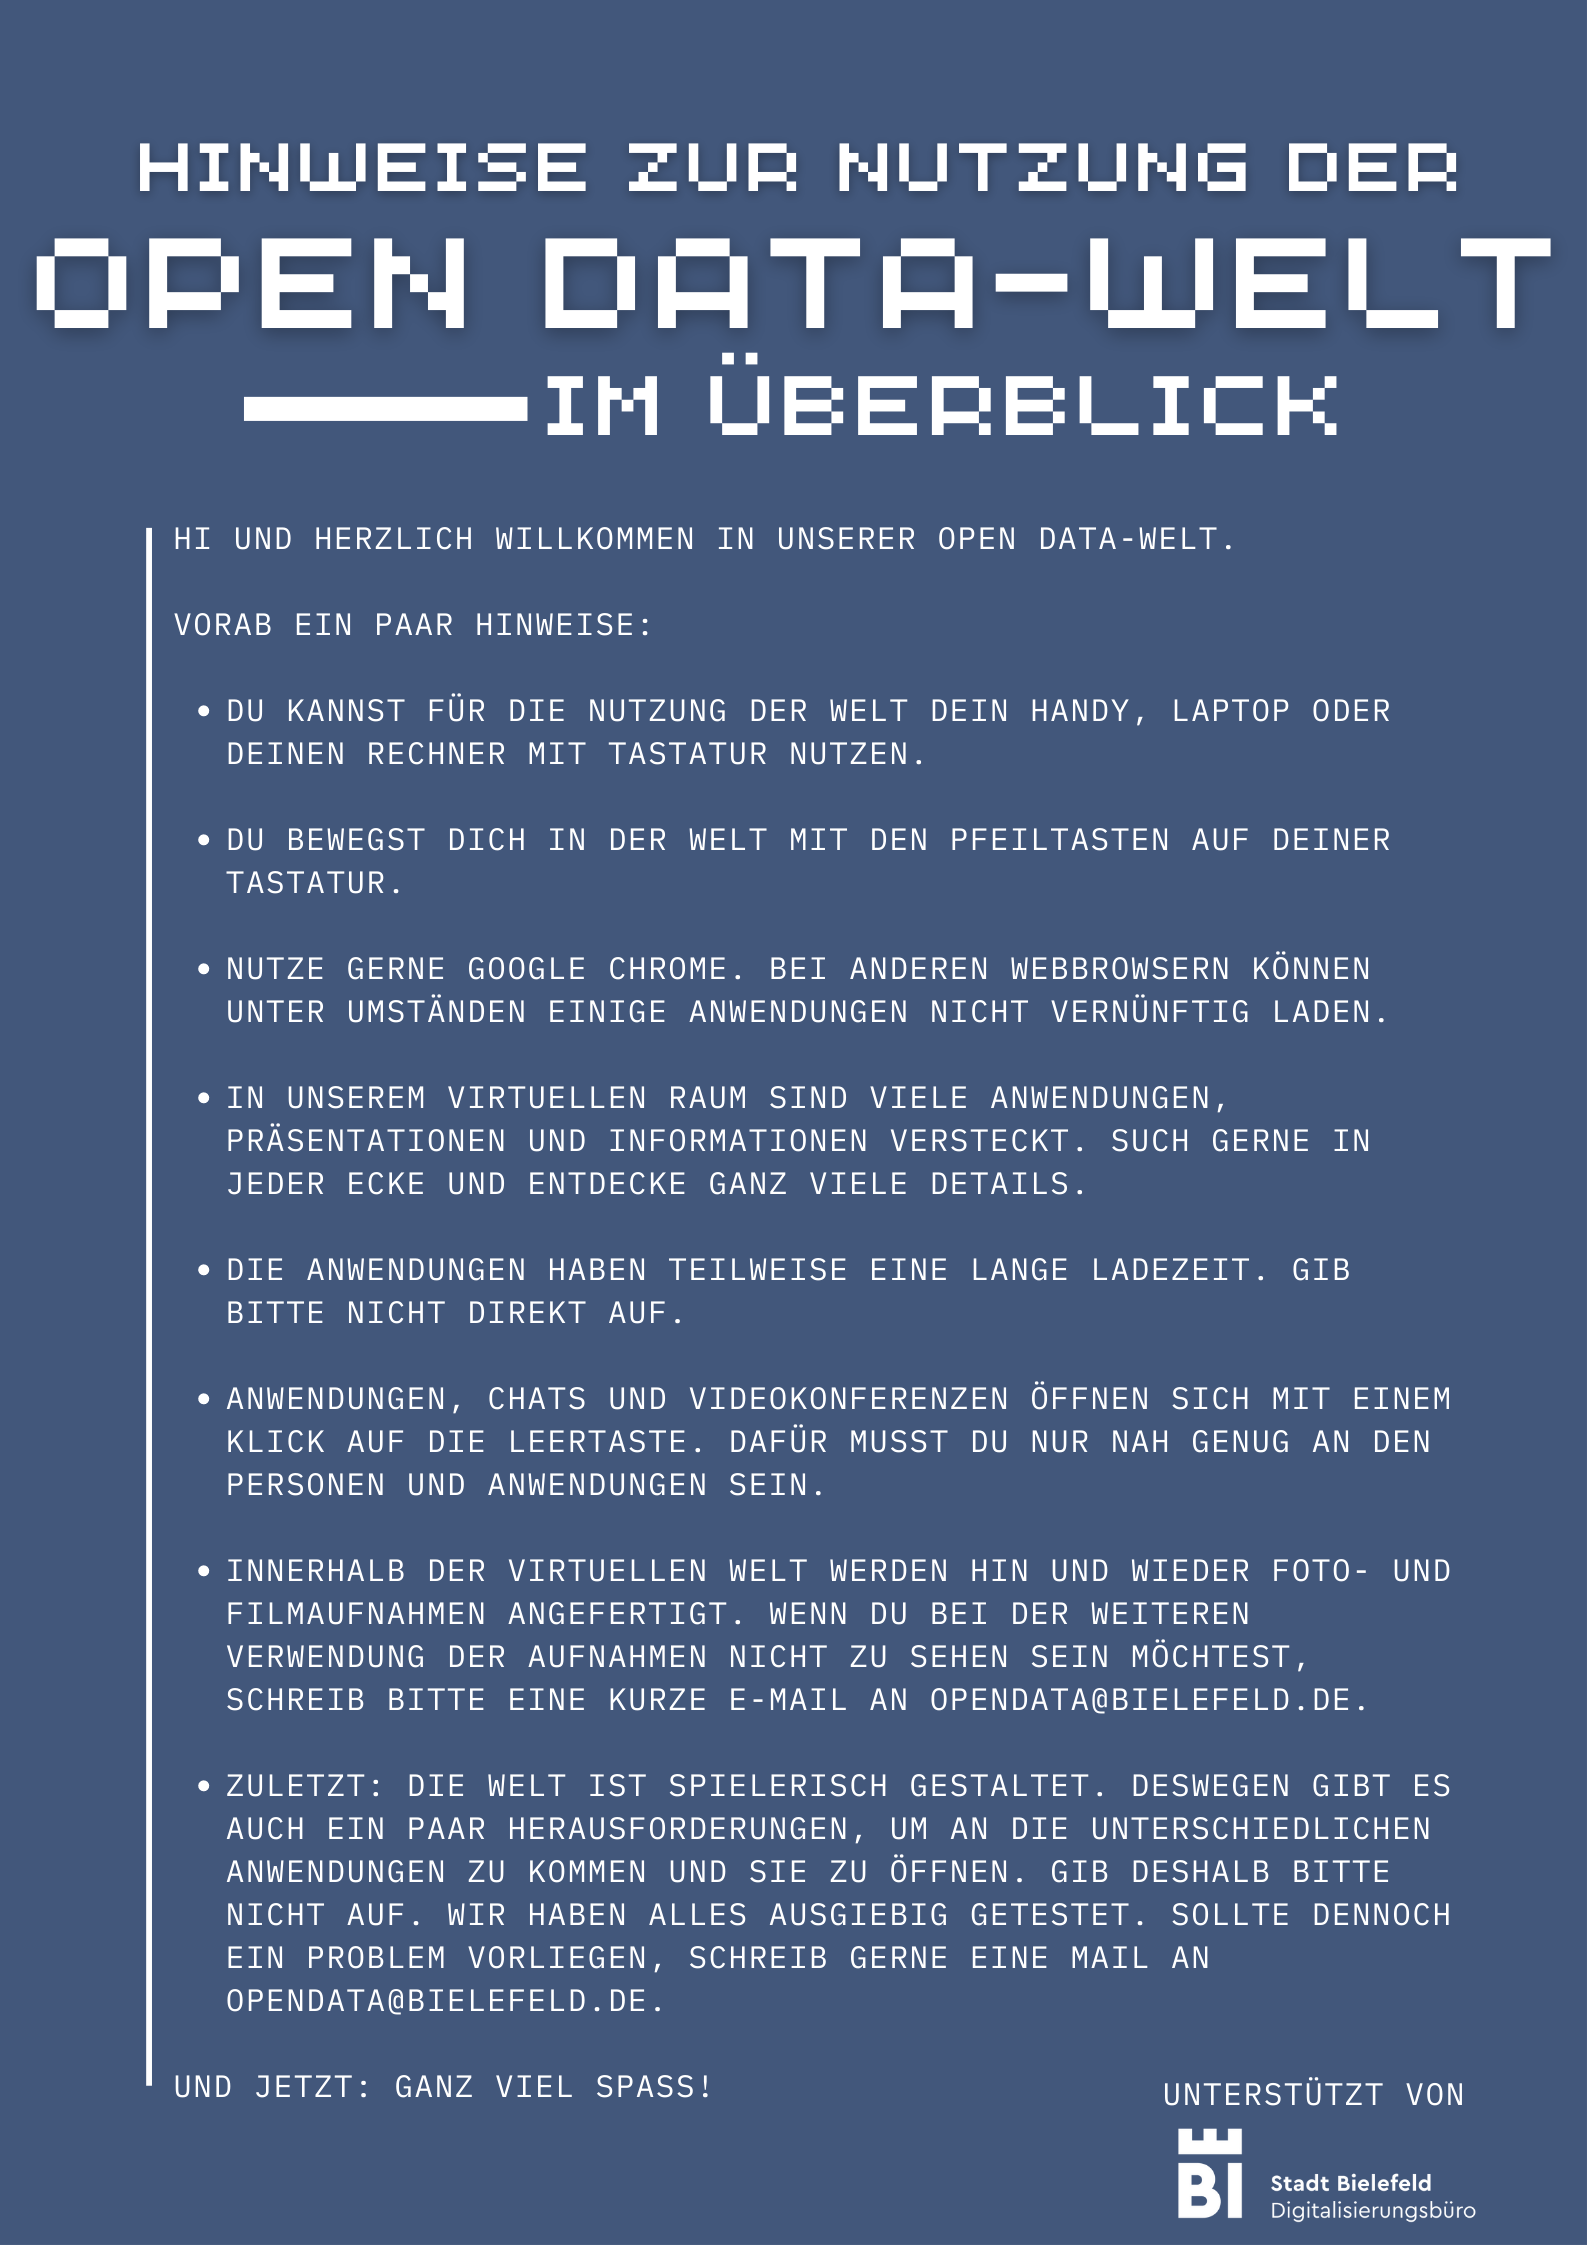 HINWEISE ZUR NUTZUNG DER
OPEN DATA-WELT
IM ÜBERBLICK
HI UND HERZLICH WILLKOMMEN IN UNSERER OPEN DATA-WELT.
VORAB EIN PAAR HINWEISE:
• DU KANNST FÜR DIE NUTZUNG DER WELT DEIN HANDY, LAPTOP ODER
DEINEN RECHNER MIT TASTATUR NUTZEN.
• DU BEWEGST DICH IN DER WELT MIT DEN PFEILTASTEN AUF DEINER
TASTATUR.
• NUTZE GERNE GOOGLE CHROME. BEI ANDEREN WEBBROWSERN KÖNNEN
UNTER UMSTÄNDEN EINIGE ANWENDUNGEN NICHT VERNÜNFTIG LADEN.
• IN UNSEREM VIRTUELLEN RAUM SIND VIELE ANWENDUNGEN,
PRÄSENTATIONEN UND INFORMATIONEN VERSTECKT. SUCH GERNE IN
JEDER ECKE UND ENTDECKE GANZ VIELE DETAILS.
• DIE ANWENDUNGEN HABEN TEILWEISE EINE LANGE LADEZEIT. GIB
BITTE NICHT DIREKT AUF.
• ANWENDUNGEN, CHATS UND VIDEOKONFERENZEN ÖFFNEN SICH MIT EINEM
KLICK AUF DIE LEERTASTE. DAFÜR MUSST DU NUR NAH GENUG AN DEN
PERSONEN UND ANWENDUNGEN SEIN.
• INNERHALB DER VIRTUELLEN WELT WERDEN HIN UND WIEDER FOTO- UND
FILMAUFNAHMEN ANGEFERTIGT. WENN DU BEI DER WEITEREN
VERWENDUNG DER AUFNAHMEN NICHT ZU SEHEN SEIN MÖCHTEST,
SCHREIB BITTE EINE KURZE E-MAIL AN OPENDATA@BIELEFELD.DE.
• ZULETZT: DIE WELT IST SPIELERISCH GESTALTET. DESWEGEN GIBT ES
AUCH EIN PAAR HERAUSFORDERUNGEN, UM AN DIE UNTERSCHIEDLICHEN
ANWENDUNGEN ZU KOMMEN UND SIE ZU ÖFFNEN. GIB DESHALB BITTE
NICHT AUF. WIR HABEN ALLES AUSGIEBIG GETESTET. SOLLTE DENNOCH
EIN PROBLEM VORLIEGEN, SCHREIB GERNE EINE MAIL AN
OPENDATA@BIELEFELD.DE.
UND JETZT: GANZ VIEL SPASS!
UNTERSTÜTZT VON
BI
Stadt Bielefeld
Digitalisierungsbüro